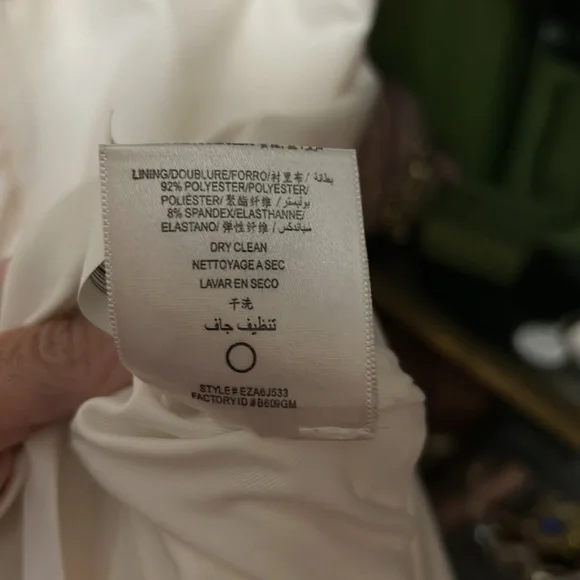 LINING/DOUBLURE/FORRO/衬里布/ بطانة
92% POLYESTER/POLYESTER/
POLIÉSTER/ 聚酯纤维 / بوليستر/
8% SPANDEX/ELASTHANNE/
ELASTANO/ 弹性纤维 / سباندكس
DRY CLEAN
NETTOYAGE A SEC
LAVAR EN SECO
干洗
تنظيف جاف
STYLE# EZA6J533
FACTORY ID #B609GM